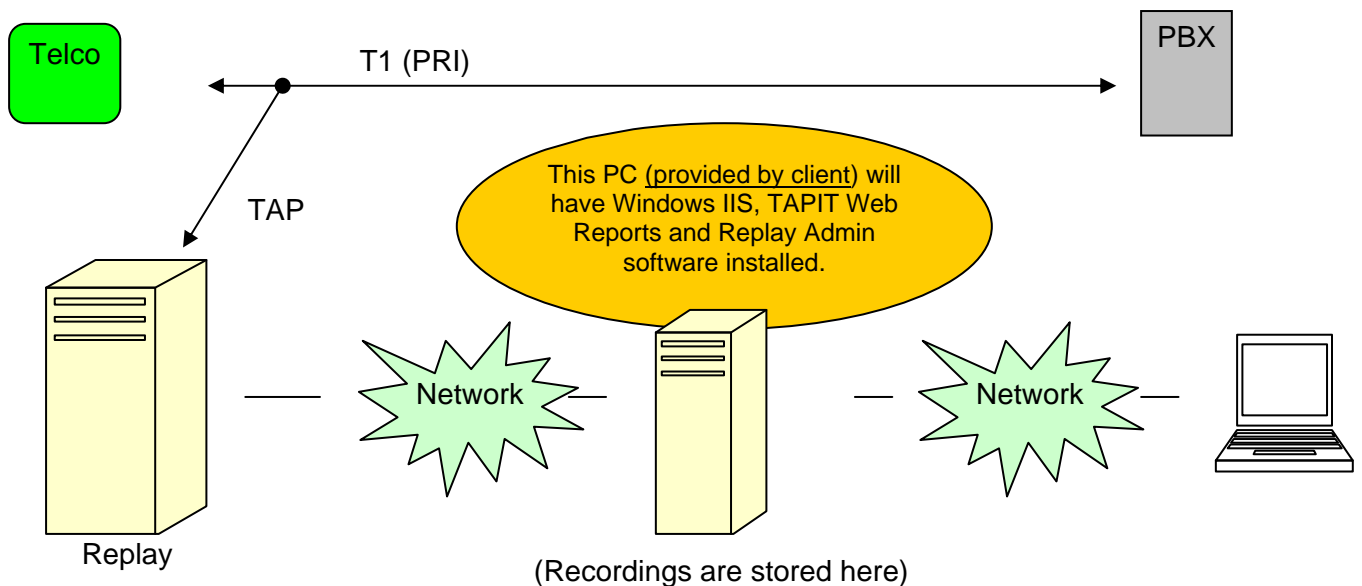 Telco
T1 (PRI)
PBX
TAP
This PC (provided by client) will
have Windows IIS, TAPIT Web
Reports and Replay Admin
software installed.
Network
Network
Replay
(Recordings are stored here)